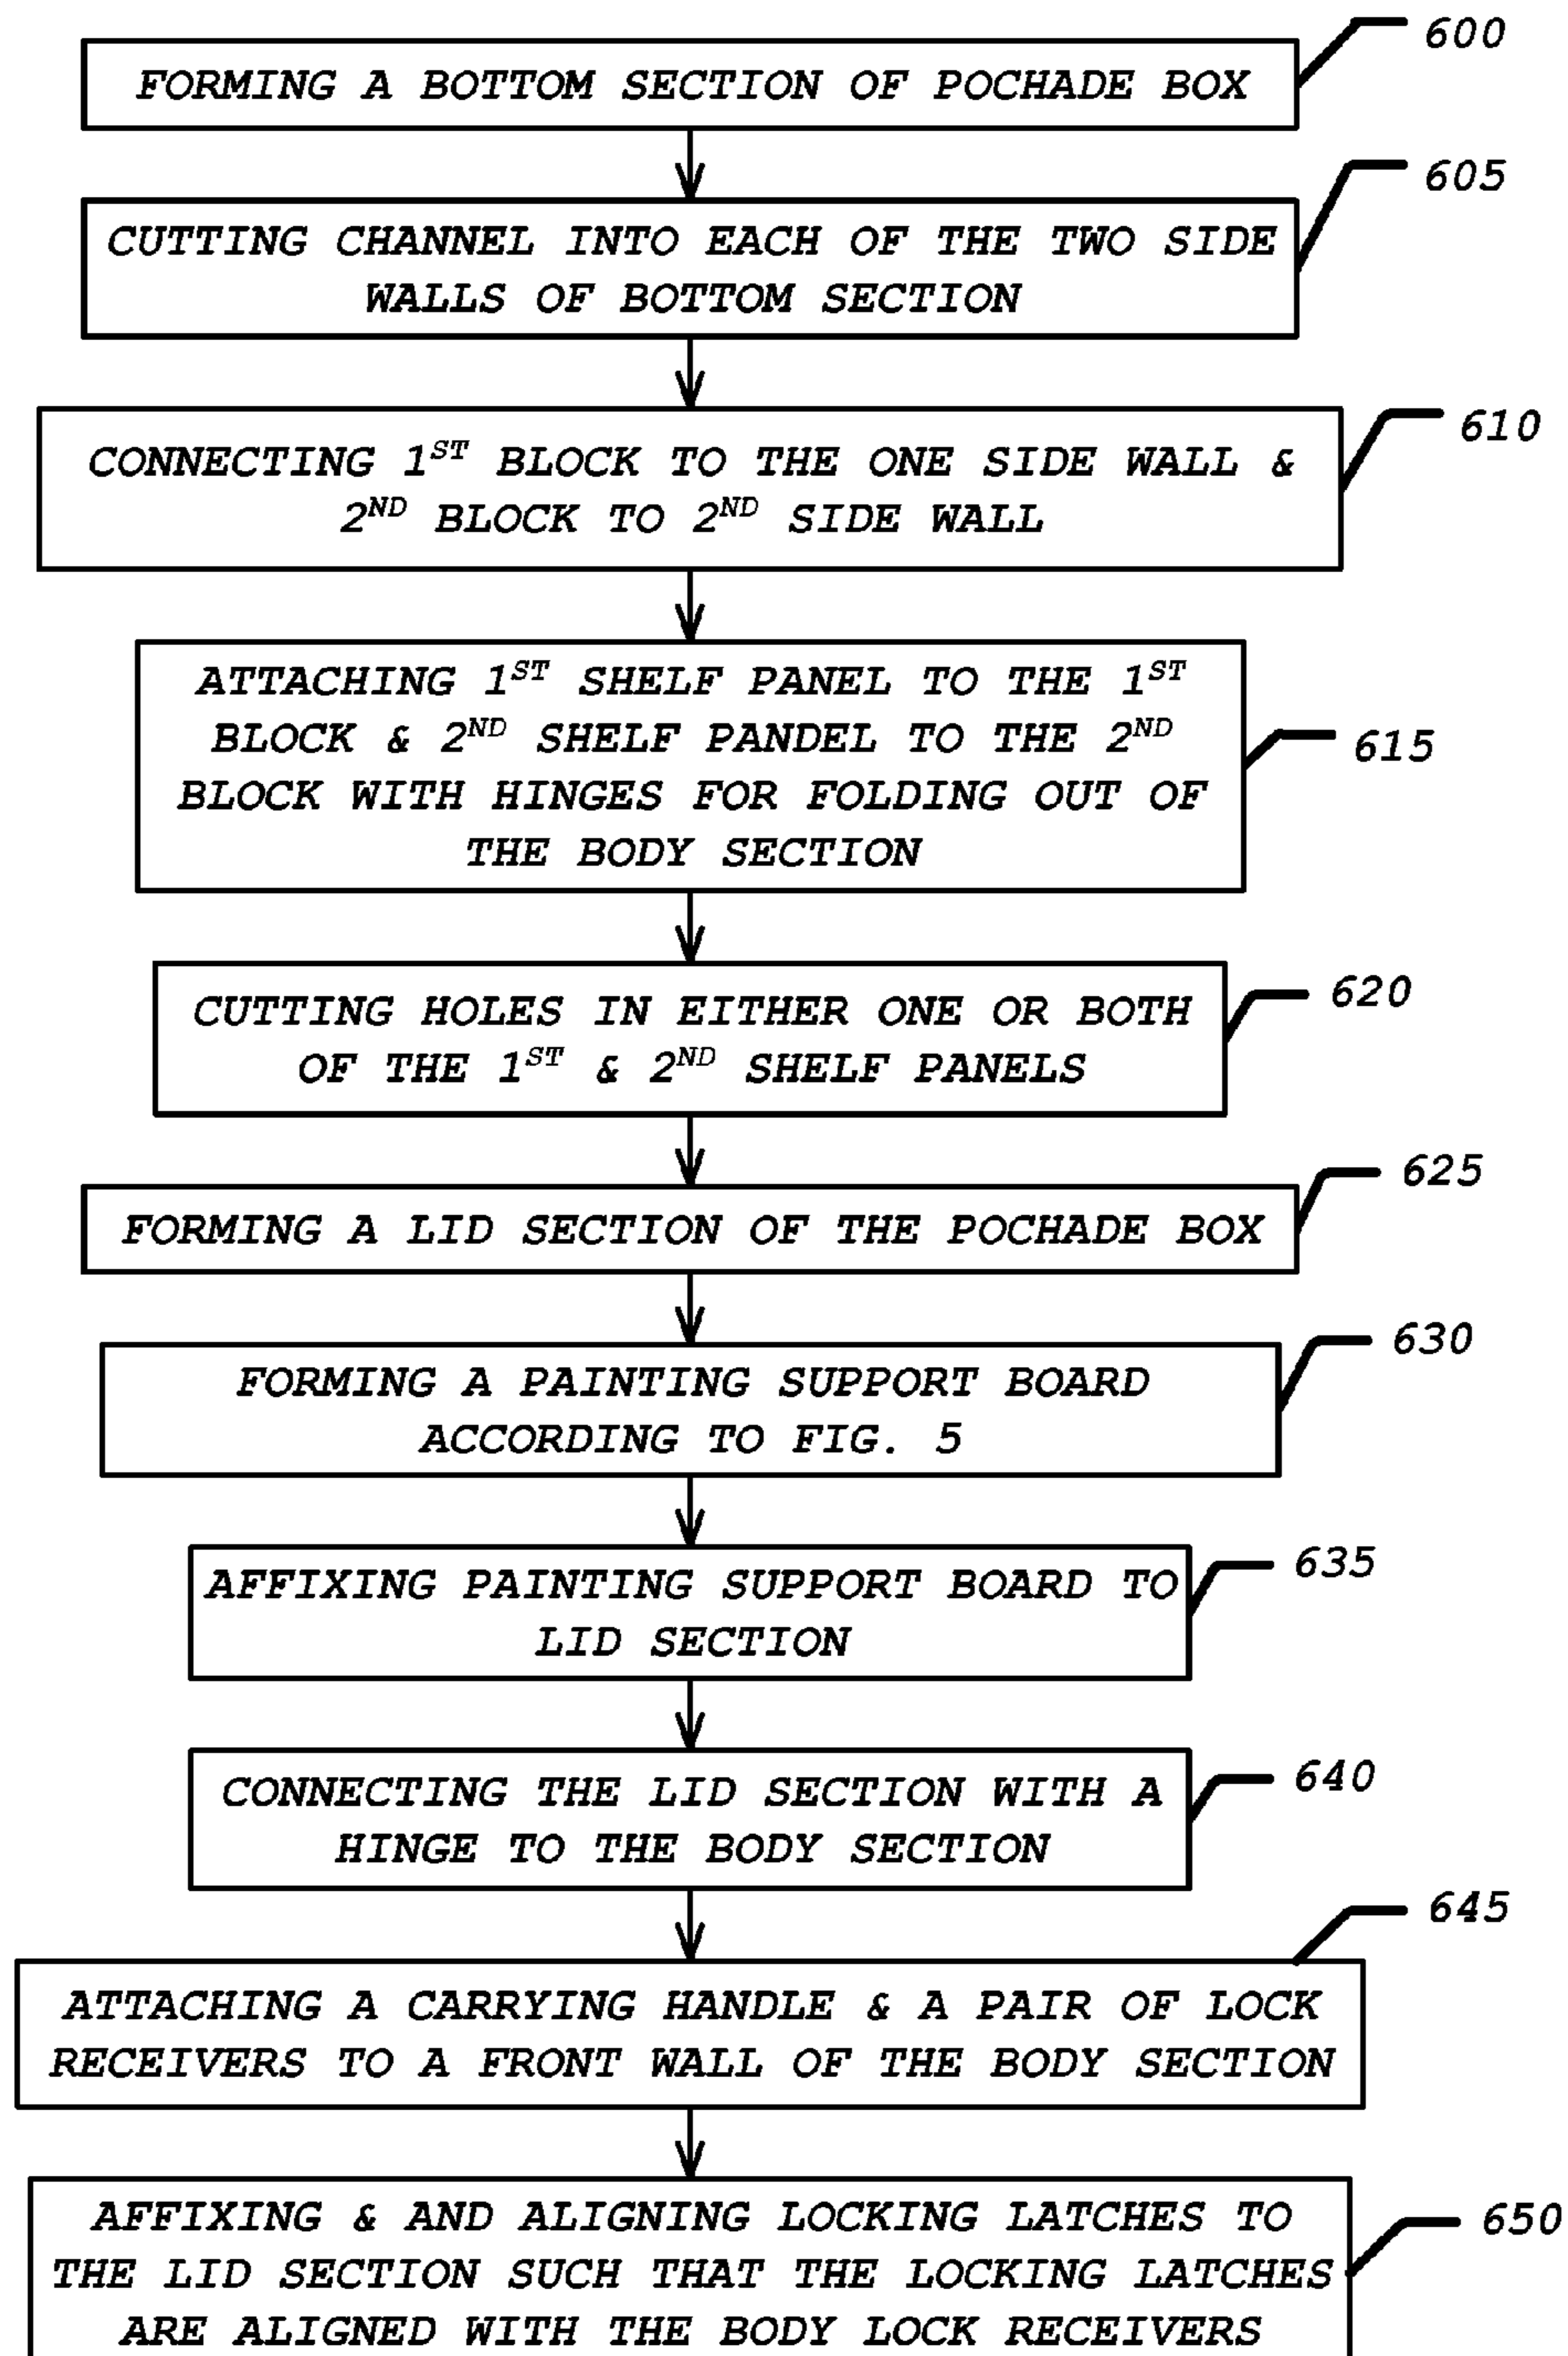 600
FORMING A BOTTOM SECTION OF POCHADE BOX
605
CUTTING CHANNEL INTO EACH OF THE TWO SIDE
WALLS OF BOTTOM SECTION
610
CONNECTING 1ST BLOCK TO THE ONE SIDE WALL &
2ND BLOCK TO 2ND SIDE WALL
ATTACHING 1ST SHELF PANEL TO THE 1ST
BLOCK & 2ND SHELF PANDEL TO THE 2ND
615
BLOCK WITH HINGES FOR FOLDING OUT OF
THE BODY SECTION
620
CUTTING HOLES IN EITHER ONE OR BOTH
OF THE 1ST & 2ND SHELF PANELS
625
FORMING A LID SECTION OF THE POCHADE BOX
630
FORMING A PAINTING SUPPORT BOARD
ACCORDING TO FIG. 5
635
AFFIXING PAINTING SUPPORT BOARD TO
LID SECTION
640
CONNECTING THE LID SECTION WITH A
HINGE TO THE BODY SECTION
645
ATTACHING A CARRYING HANDLE & A PAIR OF LOCK
RECEIVERS TO A FRONT WALL OF THE BODY SECTION
650
AFFIXING & AND ALIGNING LOCKING LATCHES TO
THE LID SECTION SUCH THAT THE LOCKING LATCHES
ARE ALIGNED WITH THE BODY LOCK RECEIVERS